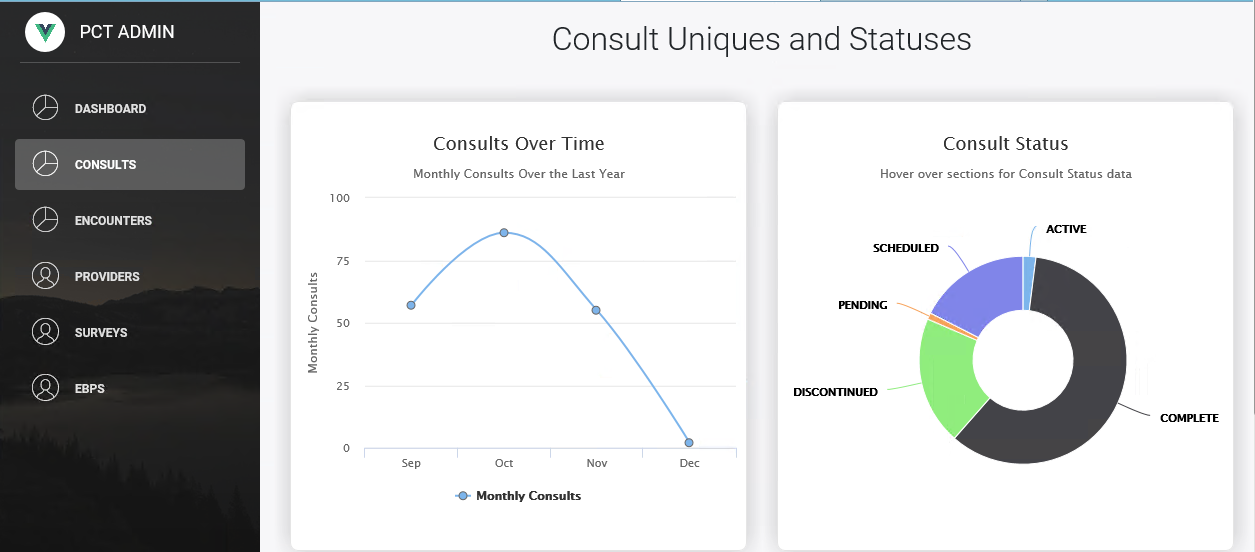 PCT ADMIN
DASHBOARD
CONSULTS
ENCOUNTERS
PROVIDERS
SURVEYS
EBPS
Consult Uniques and Statuses
Consults Over Time
Monthly Consults Over the Last Year
Monthly Consults
100
75
50
25
0
Sep Oct Nov Dec
Monthly Consults
Consult Status
Hover over sections for Consult Status data
ACTIVE
SCHEDULED
PENDING
DISCONTINUED
COMPLETE